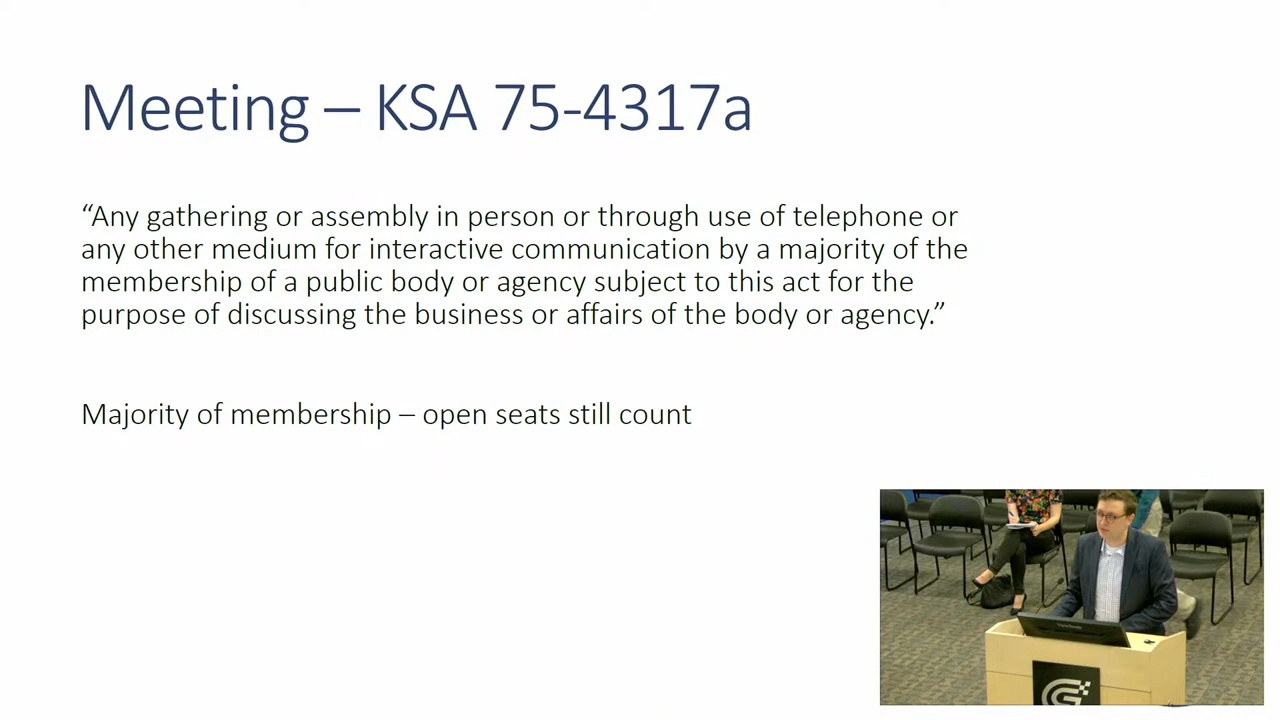 Meeting – KSA 75-4317a
“Any gathering or assembly in person or through use of telephone or
any other medium for interactive communication by a majority of the
membership of a public body or agency subject to this act for the
purpose of discussing the business or affairs of the body or agency.”
Majority of membership – open seats still count